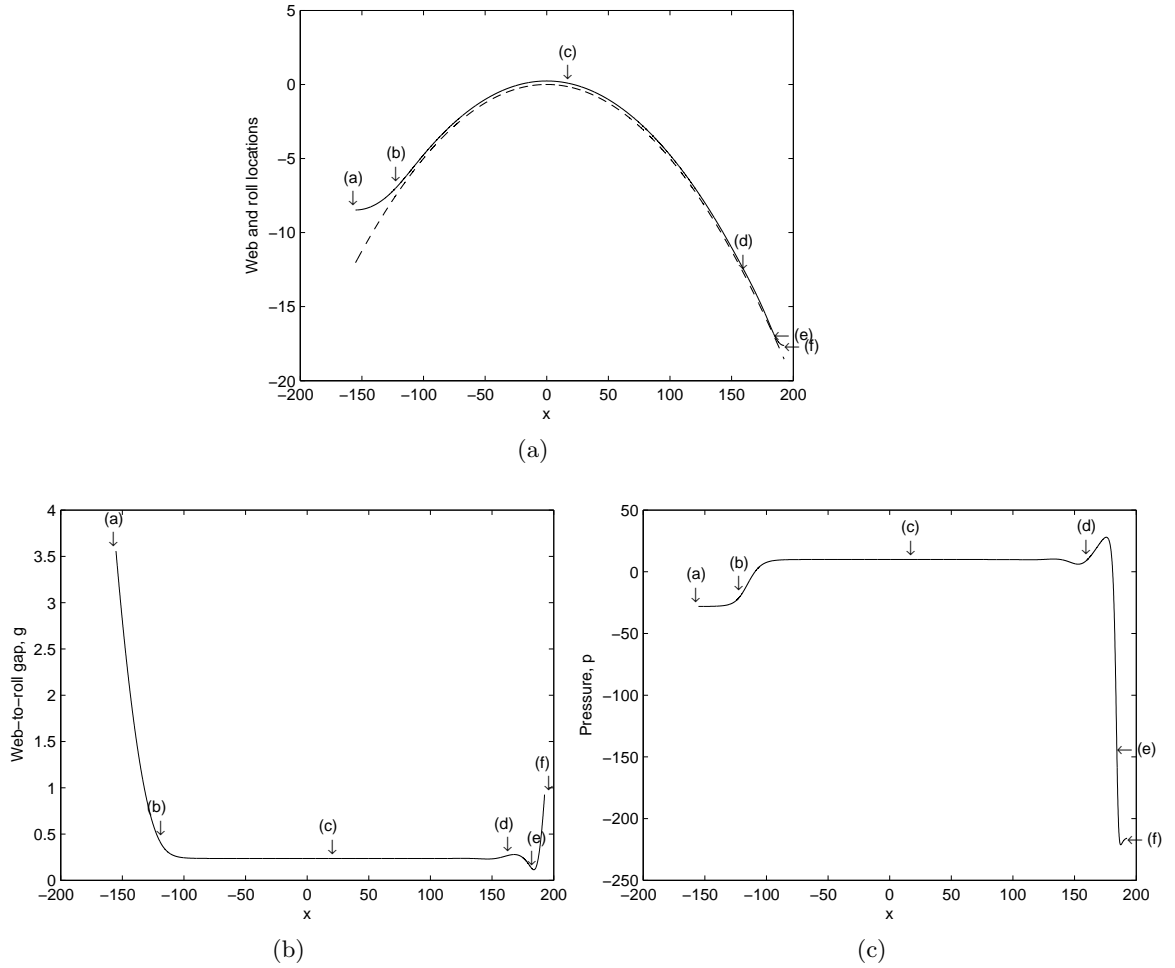 5
0
−5
−10
−15
−20
−200 −150 −100 −50 0 50 100 150 200
x
Web and roll locations
(a)
(b)
(c)
(d)
(e)
(f)
(a)
4
3.5
3
2.5
2
1.5
1
0.5
0
−200 −150 −100 −50 0 50 100 150 200
x
Web−to−roll gap, g
(a)
(b)
(c)
(d)
(e)
(f)
(b)
50
0
−50
−100
−150
−200
−250
−200 −150 −100 −50 0 50 100 150 200
x
Pressure, p
(a)
(b)
(c)
(d)
(e)
(f)
(c)